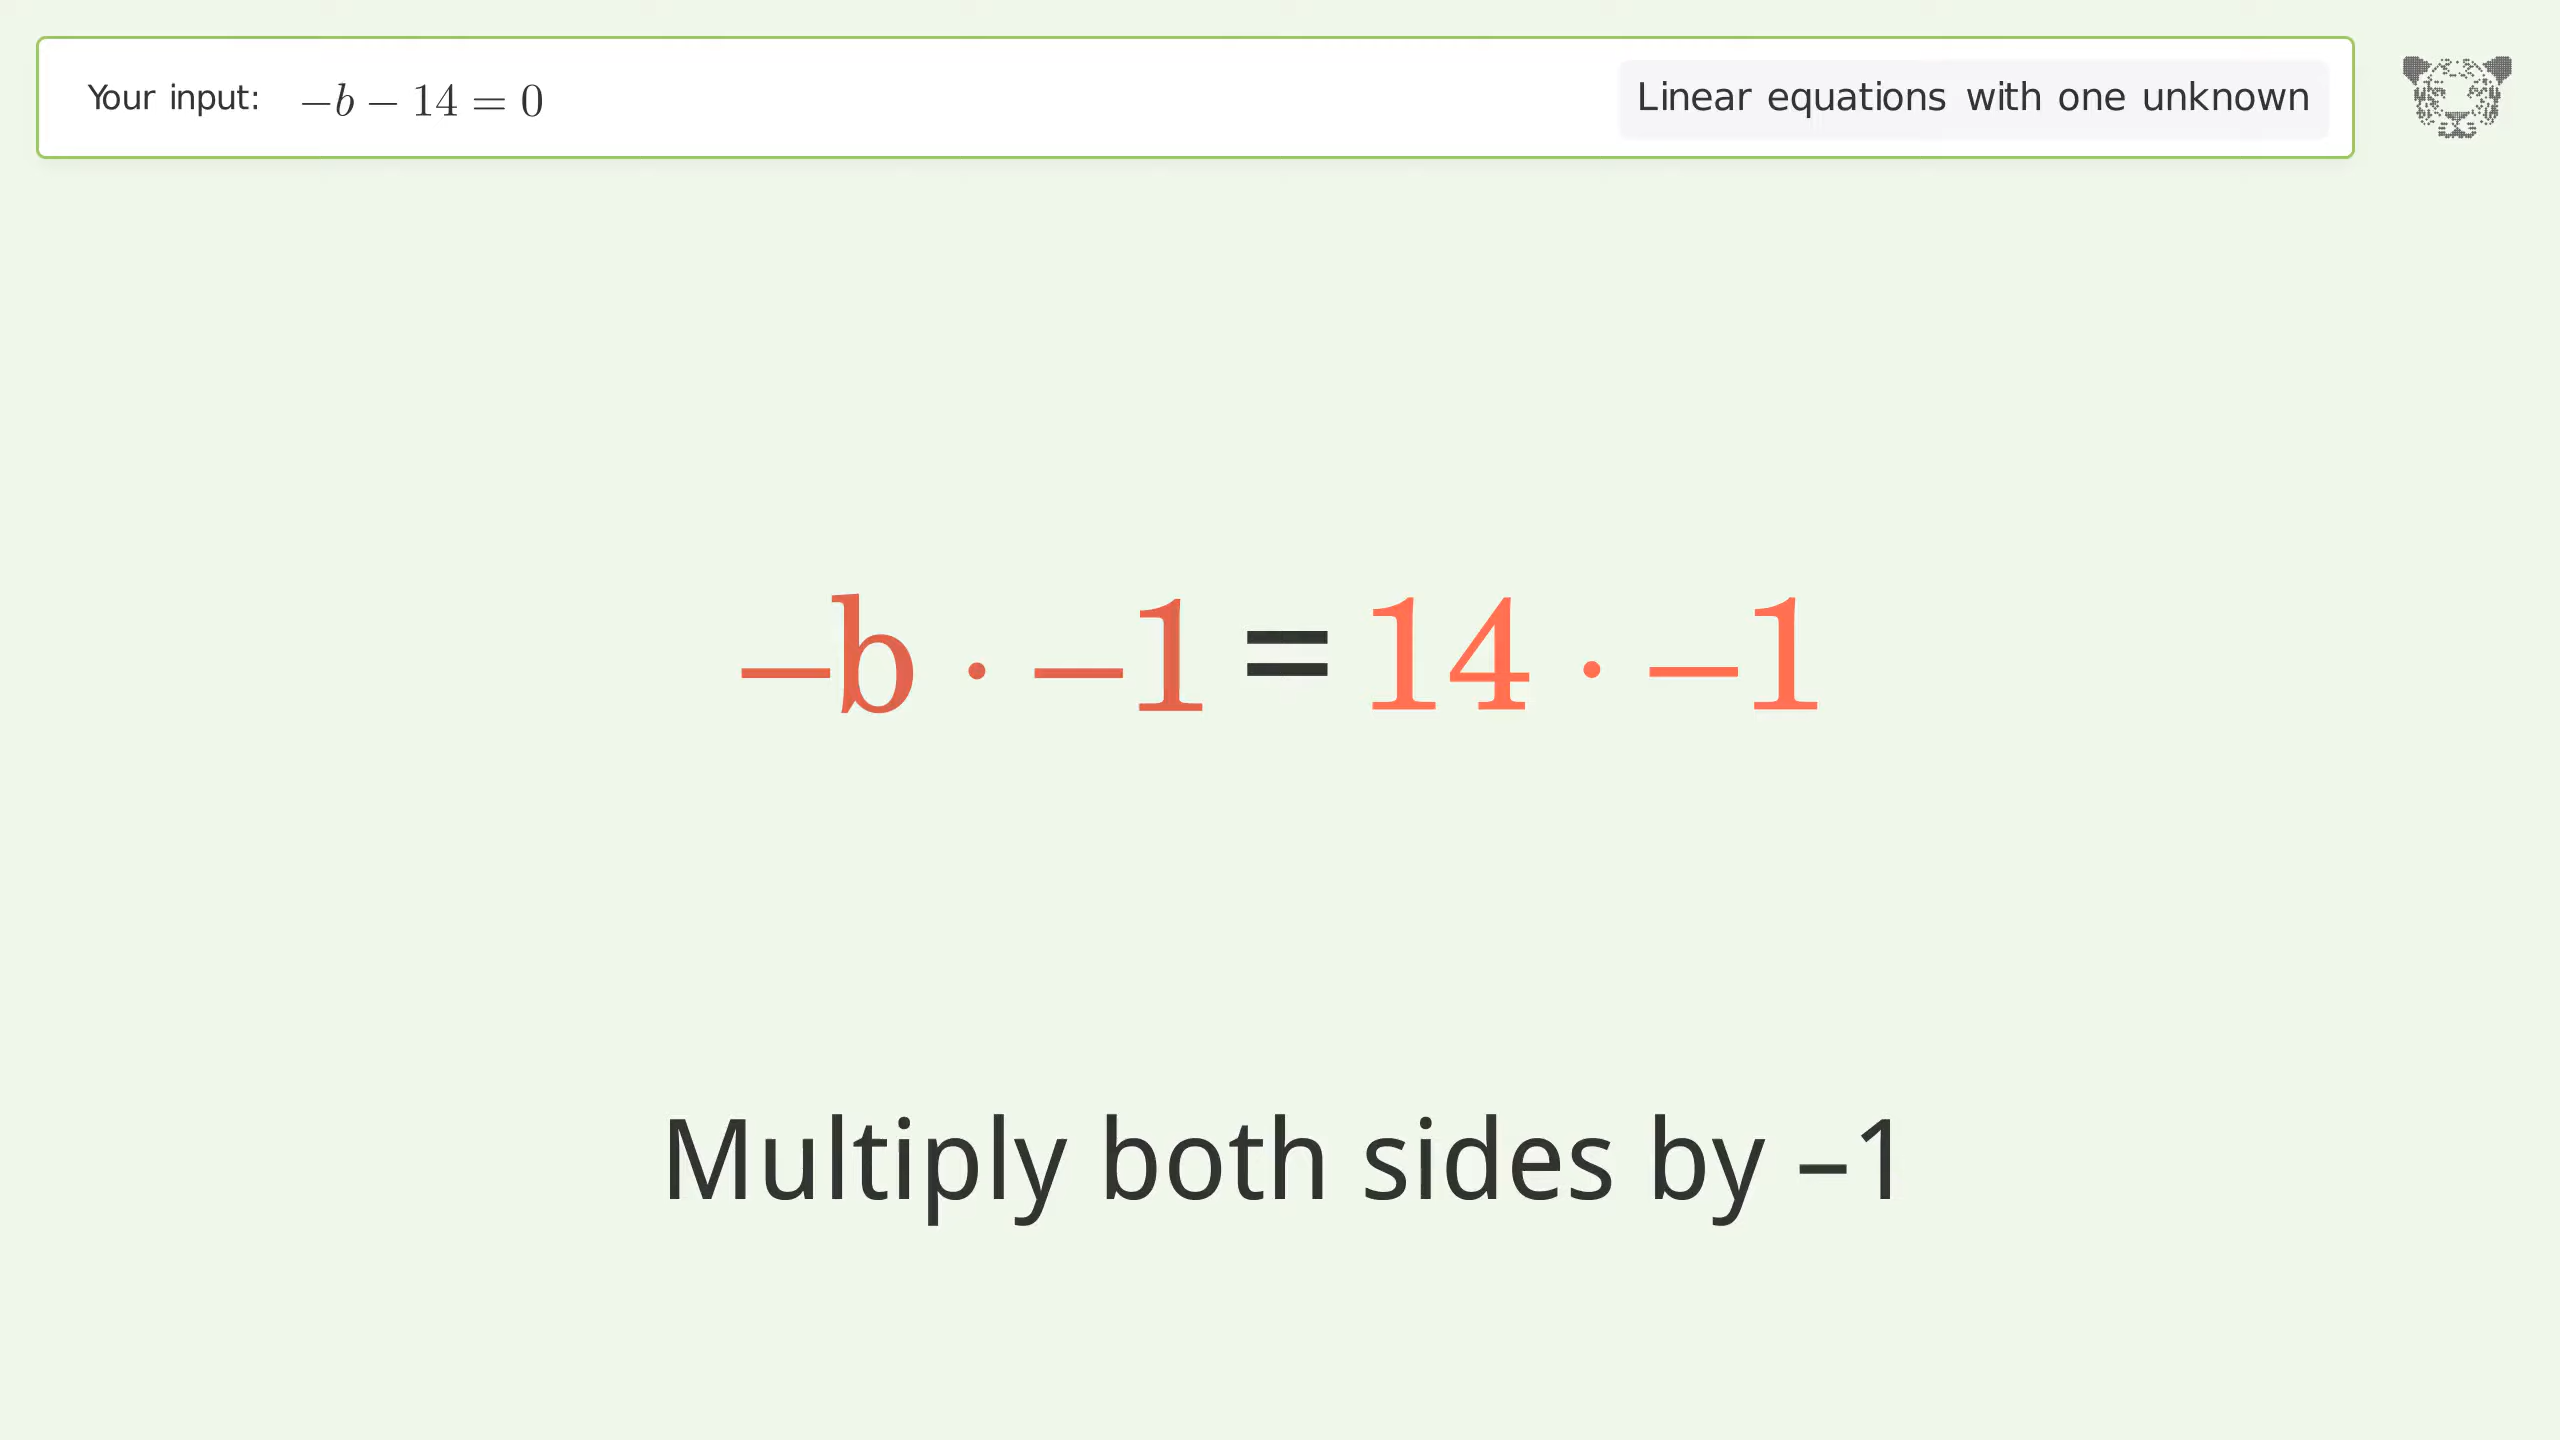 Your input: −b − 14 = 0
Linear equations with one unknown
−b · −1 = 14 · −1
Multiply both sides by −1